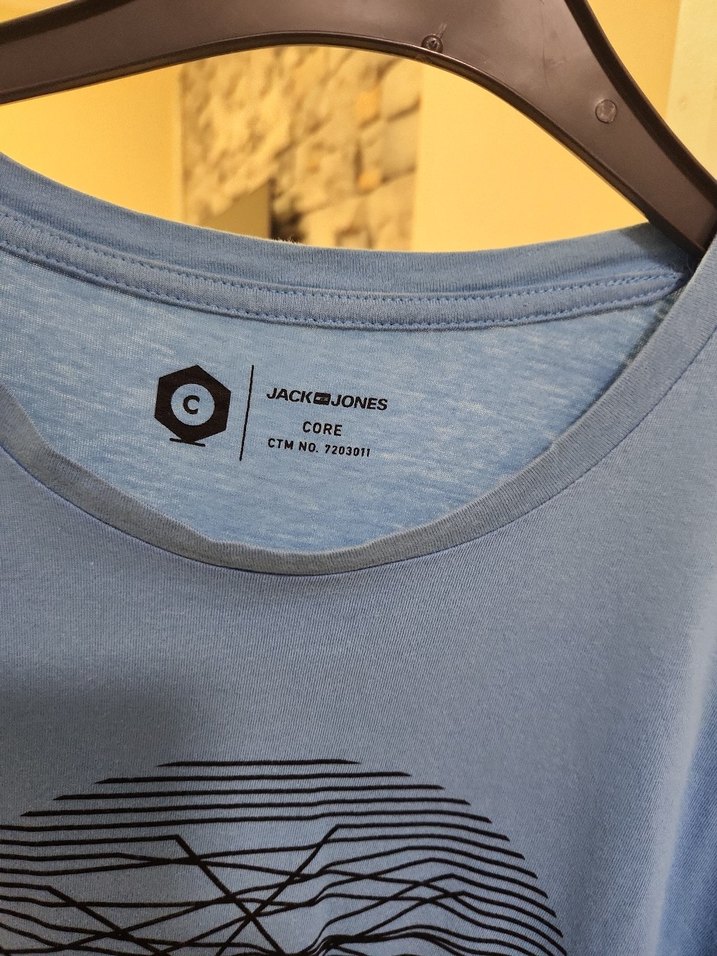 C
JACK JONES
CORE
CTM NO. 7203011